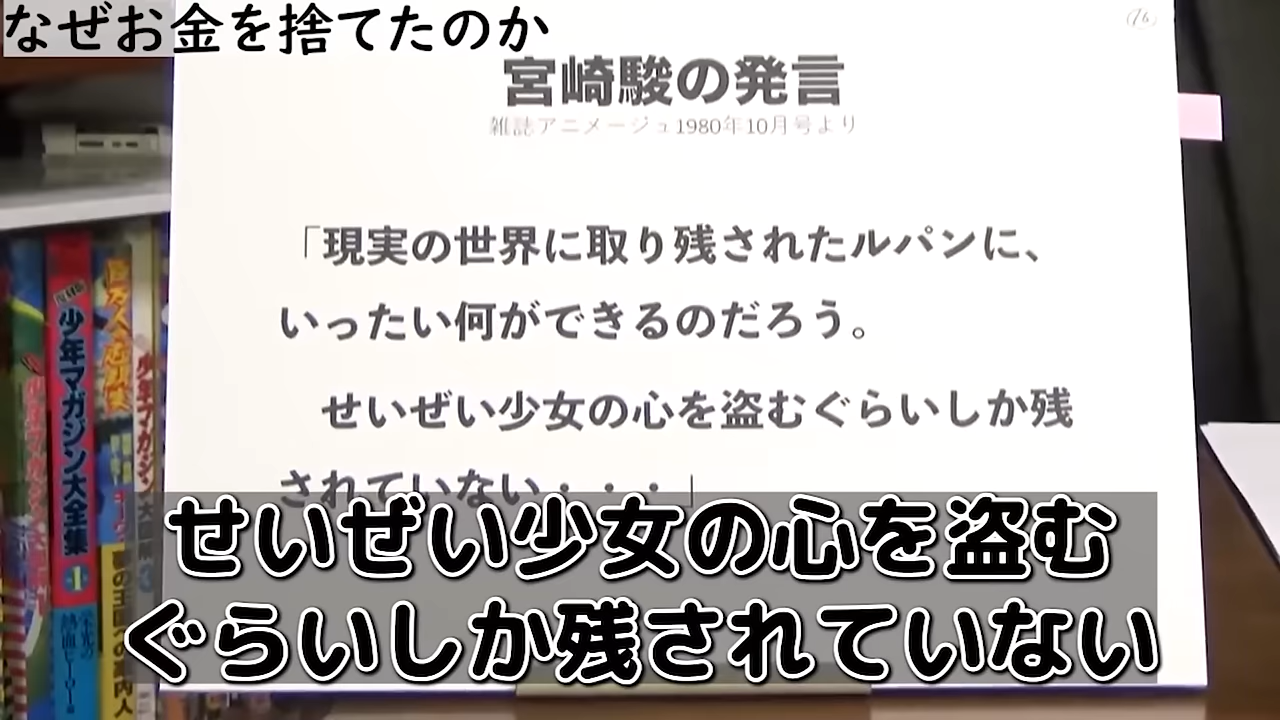 なぜお金を捨てたのか
宮崎駿の発言
雑誌アニメージュ1980年10月号より
「現実の世界に取り残されたルパンに、
いったい何ができるのだろう。
せいぜい少女の心を盗むぐらいしか残
されていない・・・」
せいぜい少女の心を盗む
ぐらいしか残されていない
少年マガジン大全集
1